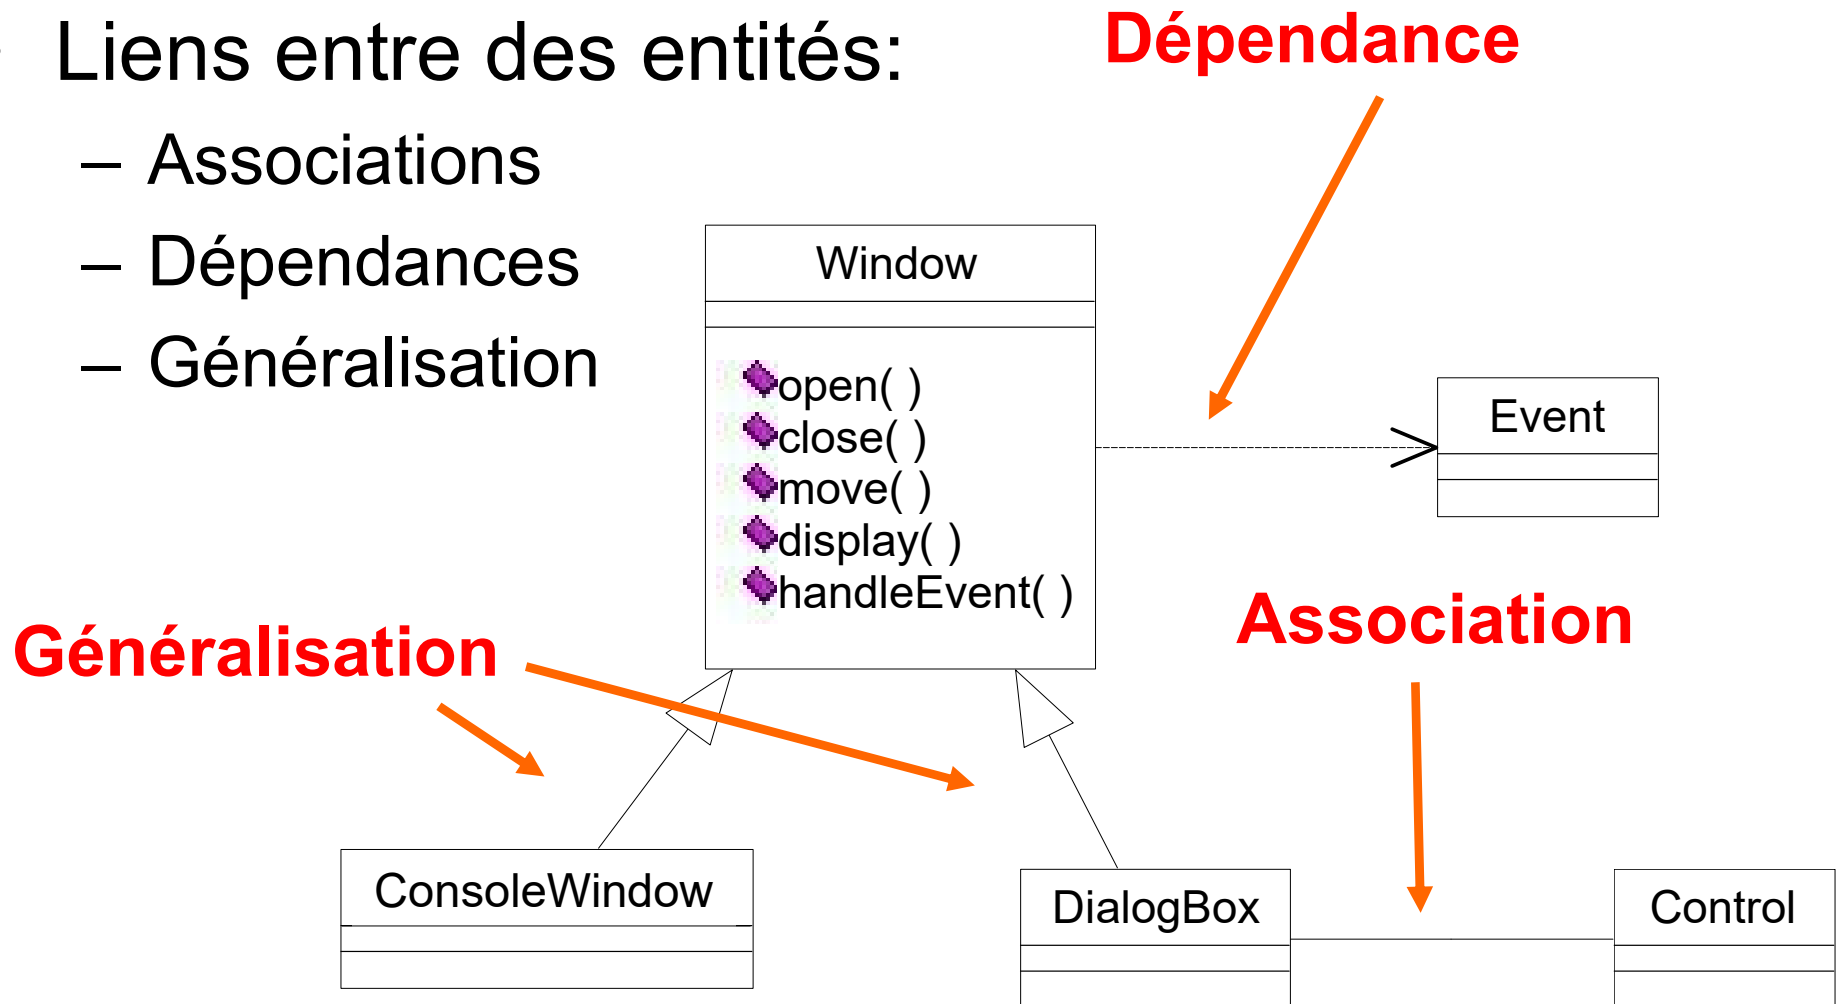 Liens entre des entités:
– Associations
– Dépendances
– Généralisation
Dépendance
Window
open( )
close( )
move( )
display( )
handleEvent( )
Event
Généralisation
Association
ConsoleWindow
DialogBox
Control